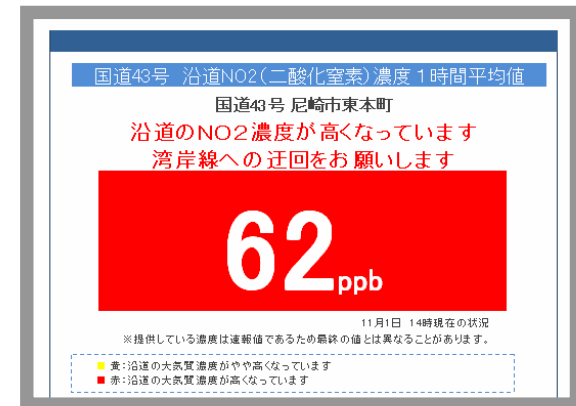 国道43号 沿道NO2(二酸化窒素)濃度1時間平均値
国道43号 尼崎市東本町
沿道のNO2濃度が高くなっています
湾岸線への迂回をお願いします
62ppb
11月1日 14時現在の状況
※提供している濃度は速報値であるため最終の値とは異なることがあります。
黄:沿道の大気質濃度がやや高くなっています
赤:沿道の大気質濃度が高くなっています